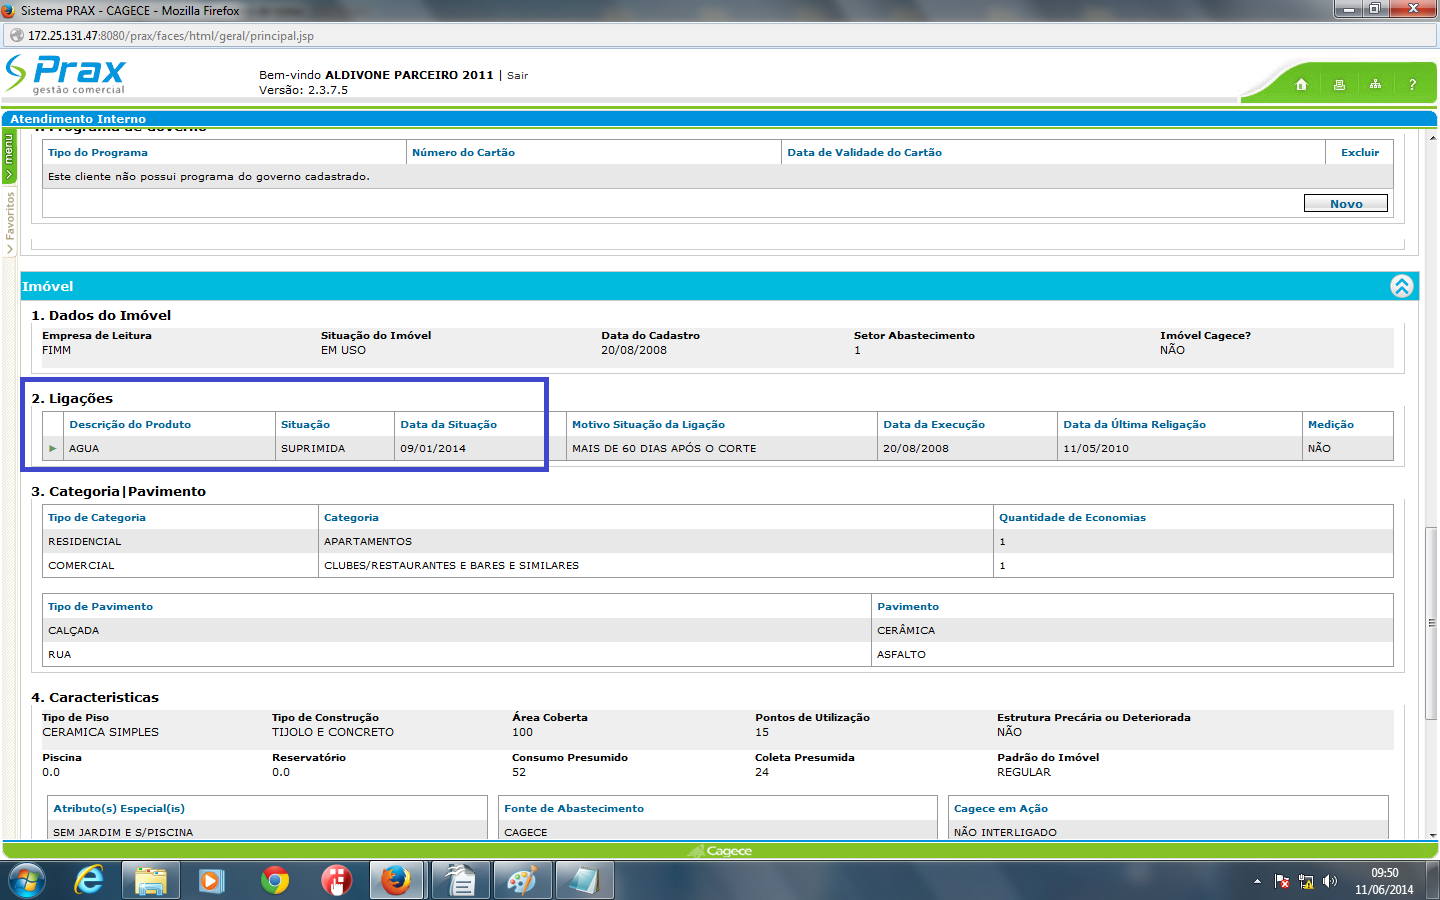 Sistema PRAX - CAGECE - Mozilla Firefox
172.25.131.47:8080/prax/faces/html/geral/principal.jsp
Prax
gestão comercial
Bem-vindo ALDIVONE PARCEIRO 2011 | Sair
Versão: 2.3.7.5
?
Atendimento Interno
menu
Favoritos
1. Programa de Governo
Tipo do Programa Número do Cartão Data de Validade do Cartão Excluir
Este cliente não possui programa do governo cadastrado.
Novo
Imóvel
1. Dados do Imóvel
Empresa de Leitura Situação do Imóvel Data do Cadastro Setor Abastecimento Imóvel Cagece?
FIMM EM USO 20/08/2008 1 NÃO
2. Ligações
Descrição do Produto Situação Data da Situação Motivo Situação da Ligação Data da Execução Data da Última Religação Medição
AGUA SUPRIMIDA 09/01/2014 MAIS DE 60 DIAS APÓS O CORTE 20/08/2008 11/05/2010 NÃO
3. Categoria|Pavimento
Tipo de Categoria Categoria Quantidade de Economias
RESIDENCIAL APARTAMENTOS 1
COMERCIAL CLUBES/RESTAURANTES E BARES E SIMILARES 1
Tipo de Pavimento Pavimento
CALÇADA CERÂMICA
RUA ASFALTO
4. Caracteristicas
Tipo de Piso Tipo de Construção Área Coberta Pontos de Utilização Estrutura Precária ou Deteriorada
CERAMICA SIMPLES TIJOLO E CONCRETO 100 15 NÃO
Piscina Reservatório Consumo Presumido Coleta Presumida Padrão do Imóvel
0.0 0.0 52 24 REGULAR
Atributo(s) Especial(is) Fonte de Abastecimento Cagece em Ação
SEM JARDIM E S/PISCINA CAGECE NÃO INTERLIGADO
Cagece
09:50
11/06/2014